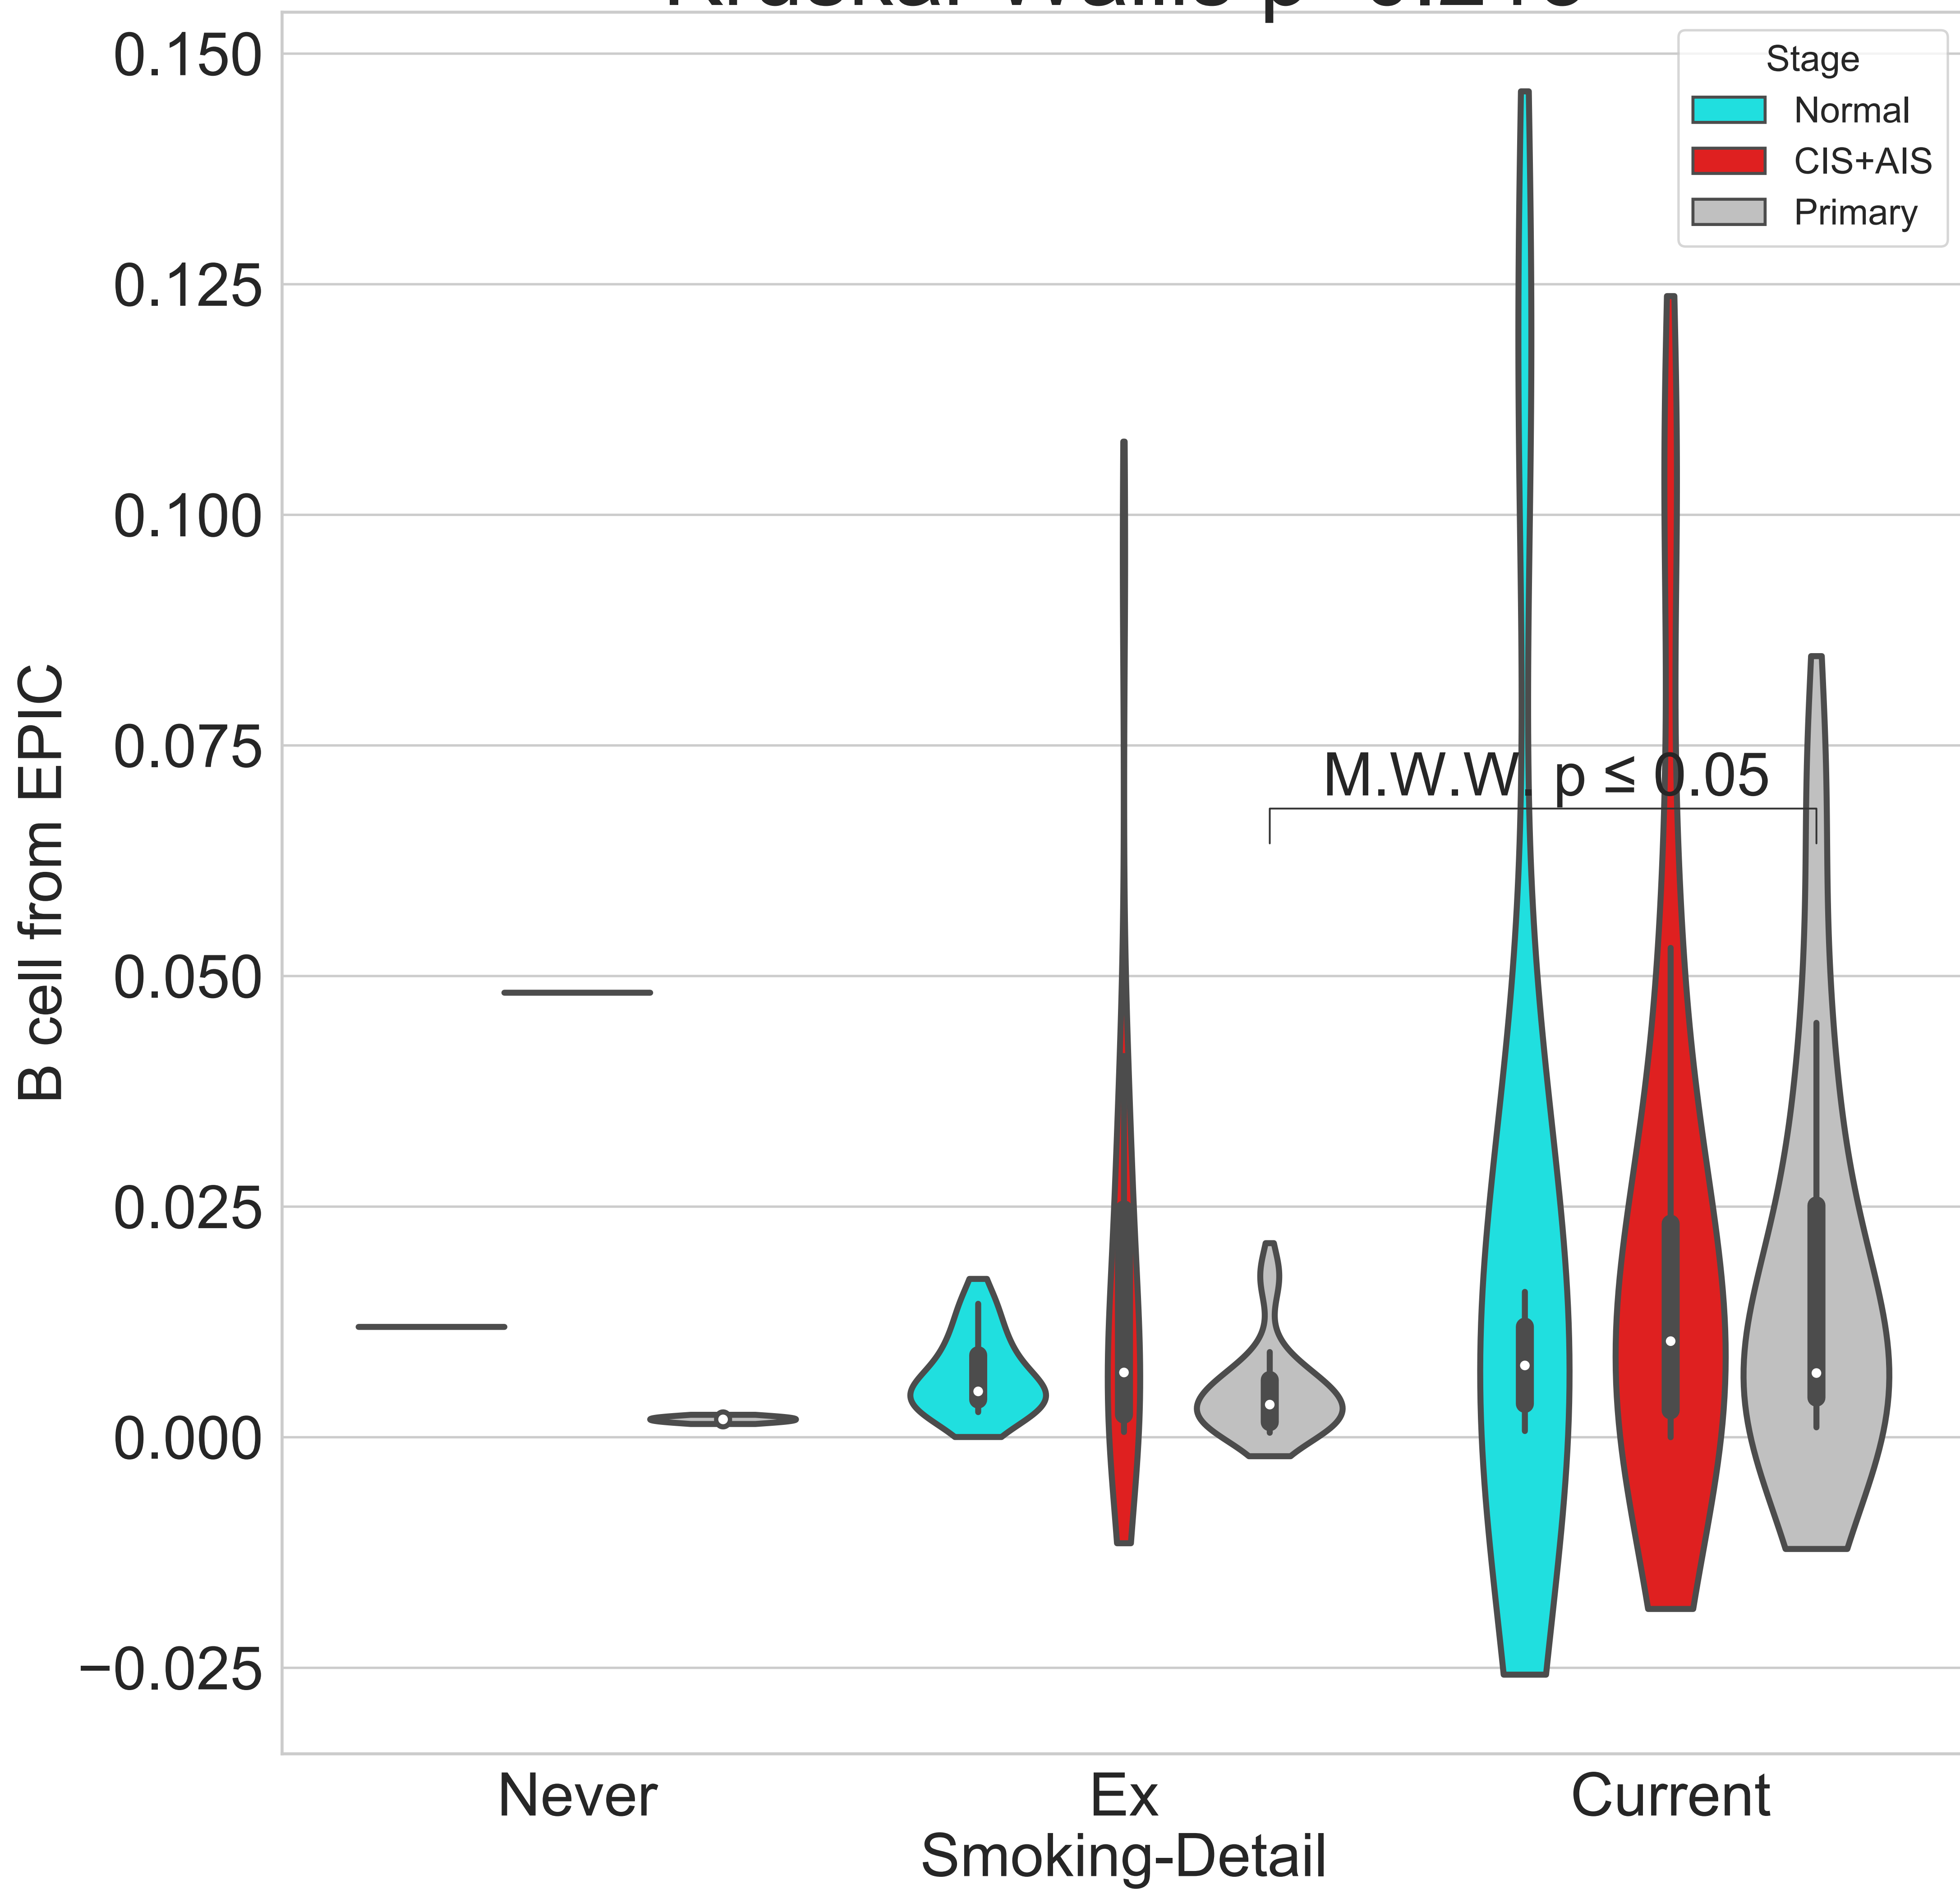 0.150
0.125
0.100
0.075
0.050
0.025
0.000
−0.025
B cell from EPIC
Stage
Normal
CIS+AIS
Primary
M.W.W. p ≤ 0.05
Never
Ex
Current
Smoking-Detail